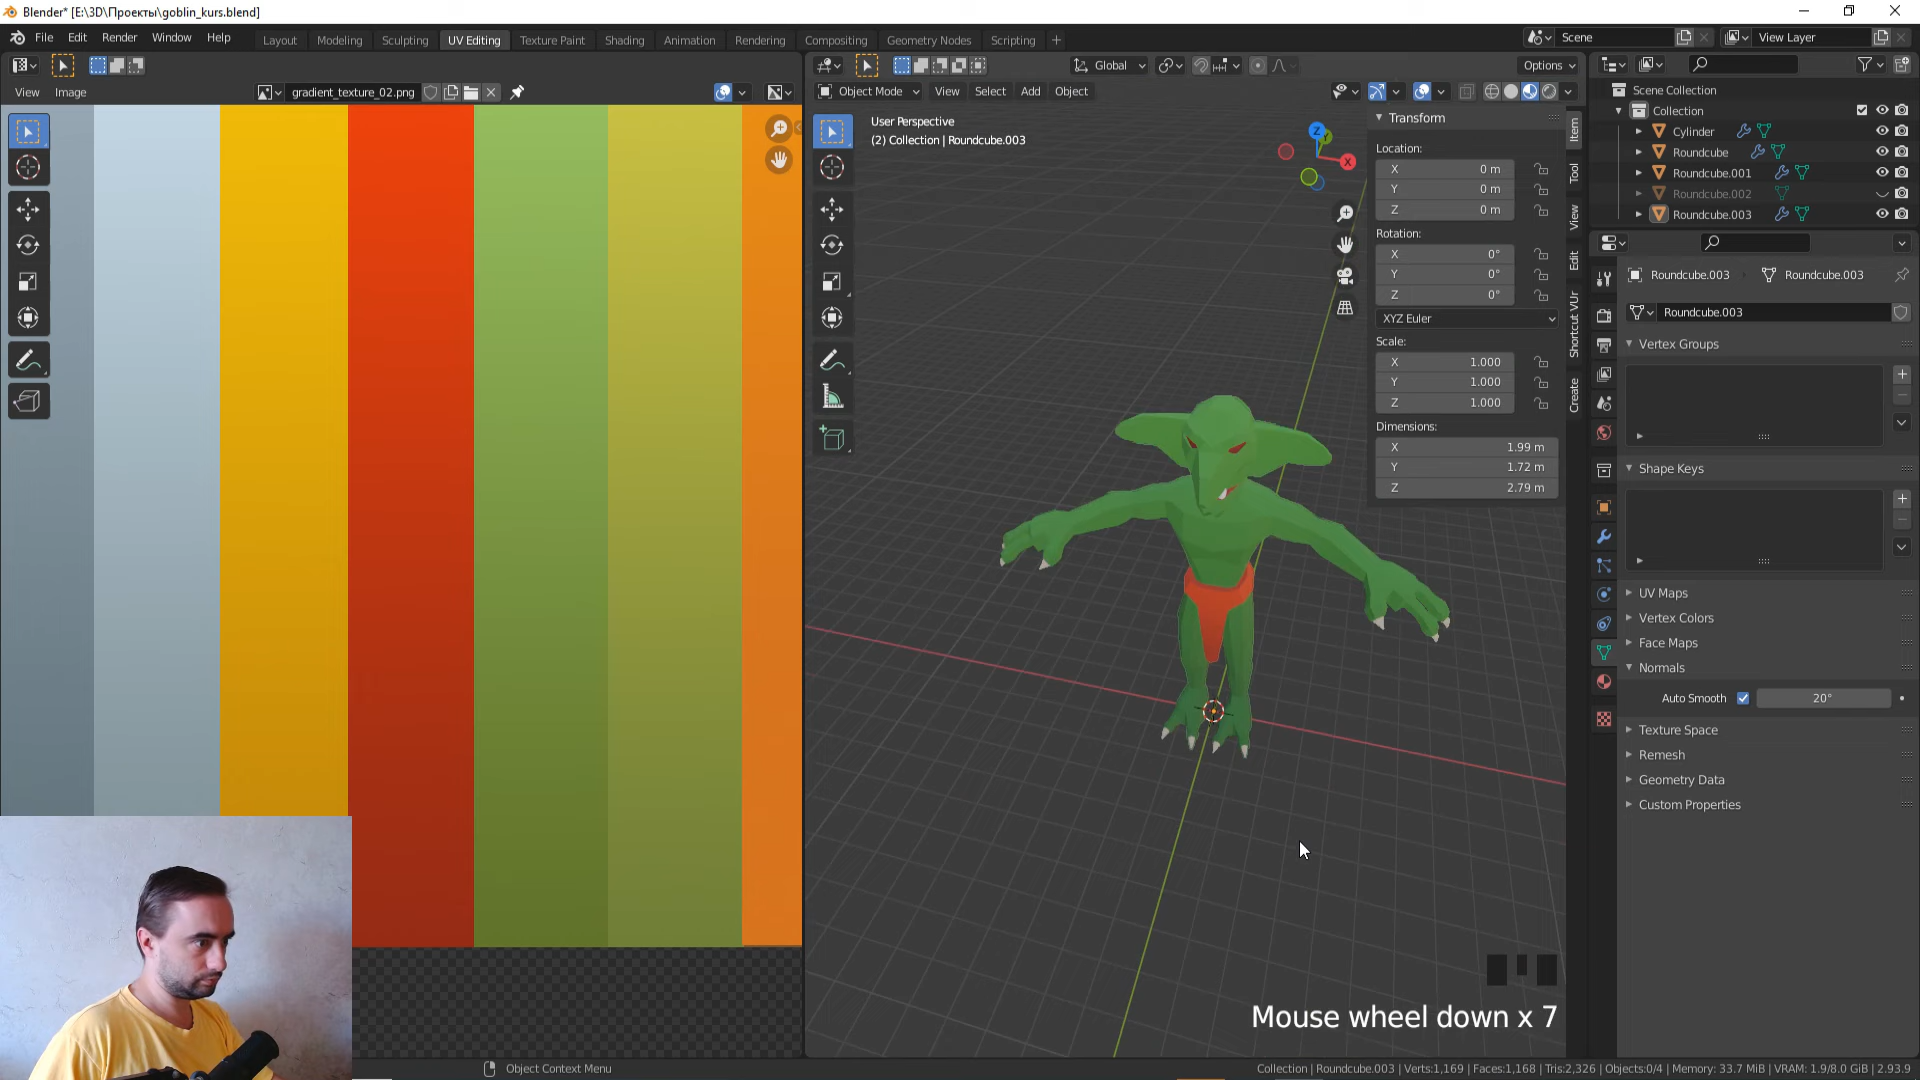 Blender* [E:\3D\Проекты\goblin_kurs.blend]
File Edit Render Window Help
Layout Modeling Sculpting UV Editing Texture Paint Shading Animation Rendering Compositing Geometry Nodes Scripting +
Scene
View Layer
Global
Options
View Image
gradient_texture_02.png
Object Mode View Select Add Object
User Perspective
(2) Collection | Roundcube.003
Z
X
Transform
Location:
X 0 m
Y 0 m
Z 0 m
Rotation:
X 0°
Y 0°
Z 0°
XYZ Euler
Scale:
X 1.000
Y 1.000
Z 1.000
Dimensions:
X 1.99 m
Y 1.72 m
Z 2.79 m
Item
Tool
View
Edit
Shortcut VUr
Create
Scene Collection
Collection
Cylinder
Roundcube
Roundcube.001
Roundcube.002
Roundcube.003
Roundcube.003 Roundcube.003
Roundcube.003
Vertex Groups
Shape Keys
UV Maps
Vertex Colors
Face Maps
Normals
Auto Smooth 20°
Texture Space
Remesh
Geometry Data
Custom Properties
Mouse wheel down x 7
Object Context Menu
Collection | Roundcube.003 | Verts:1,169 | Faces:1,168 | Tris:2,326 | Objects:0/4 | Memory: 33.7 MiB | VRAM: 1.9/8.0 GiB | 2.93.9